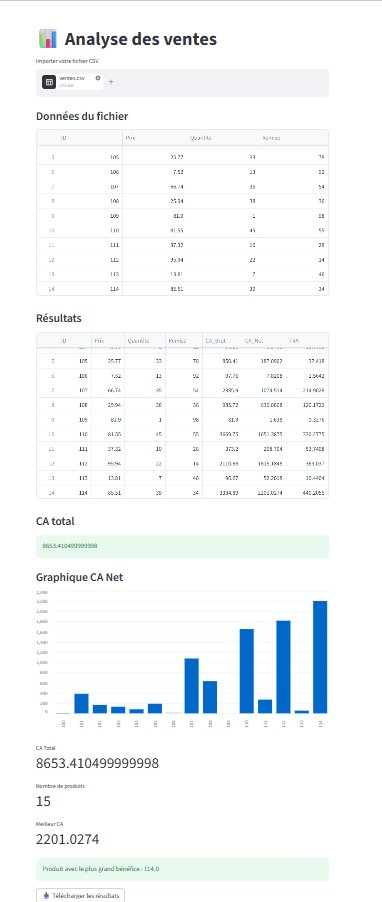 Analyse des ventes
Importer votre fichier CSV
ventes.csv
Données du fichier
ID Prix Quantite Remise
5 105 25.77 33 78
6 106 7.52 13 92
7 107 66.74 35 54
8 108 25.94 38 36
9 109 81.9 1 98
10 110 81.55 45 55
11 111 37.32 10 28
12 112 95.94 22 14
13 113 13.81 7 46
14 114 85.51 39 34
Résultats
ID Prix Quantite Remise CA_Brut CA_Net TVA
5 105 25.77 33 78 850.41 187.0902 37.418
6 106 7.52 13 92 97.76 7.8208 1.5642
7 107 66.74 35 54 2335.9 1074.514 214.9028
8 108 25.94 38 36 985.72 630.8608 126.1722
9 109 81.9 1 98 81.9 1.638 0.3276
10 110 81.55 45 55 3669.75 1651.3875 330.2775
11 111 37.32 10 28 373.2 268.704 53.7408
12 112 95.94 22 14 2110.68 1815.1848 363.037
13 113 13.81 7 46 96.67 52.2018 10.4404
14 114 85.51 39 34 3334.89 2201.0274 440.2055
CA total
8653.410499999998
Graphique CA Net
2,400
2,200
2,000
1,800
1,600
1,400
1,200
1,000
800
600
400
200
0
100 101 102 103 104 105 106 107 108 109 110 111 112 113 114
CA Total
8653.410499999998
Nombre de produits
15
Meilleur CA
2201.0274
Produit avec le plus grand bénéfice : 114.0
Télécharger les résultats